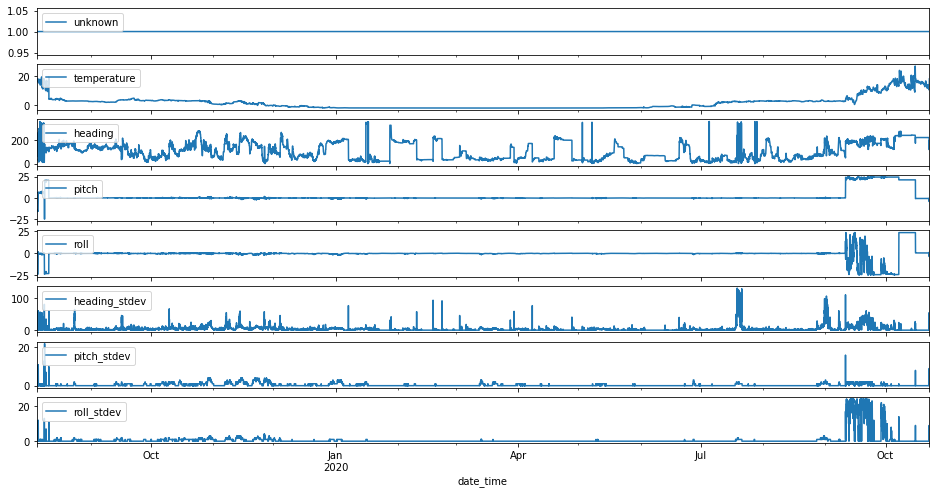 1.05
unknown
1.00
0.95
20
temperature
0
heading
200
0
25
pitch
0
−25
25
roll
0
−25
heading_stdev
100
0
20
pitch_stdev
0
20
roll_stdev
0
Oct Jan Apr Jul Oct
2020
date_time